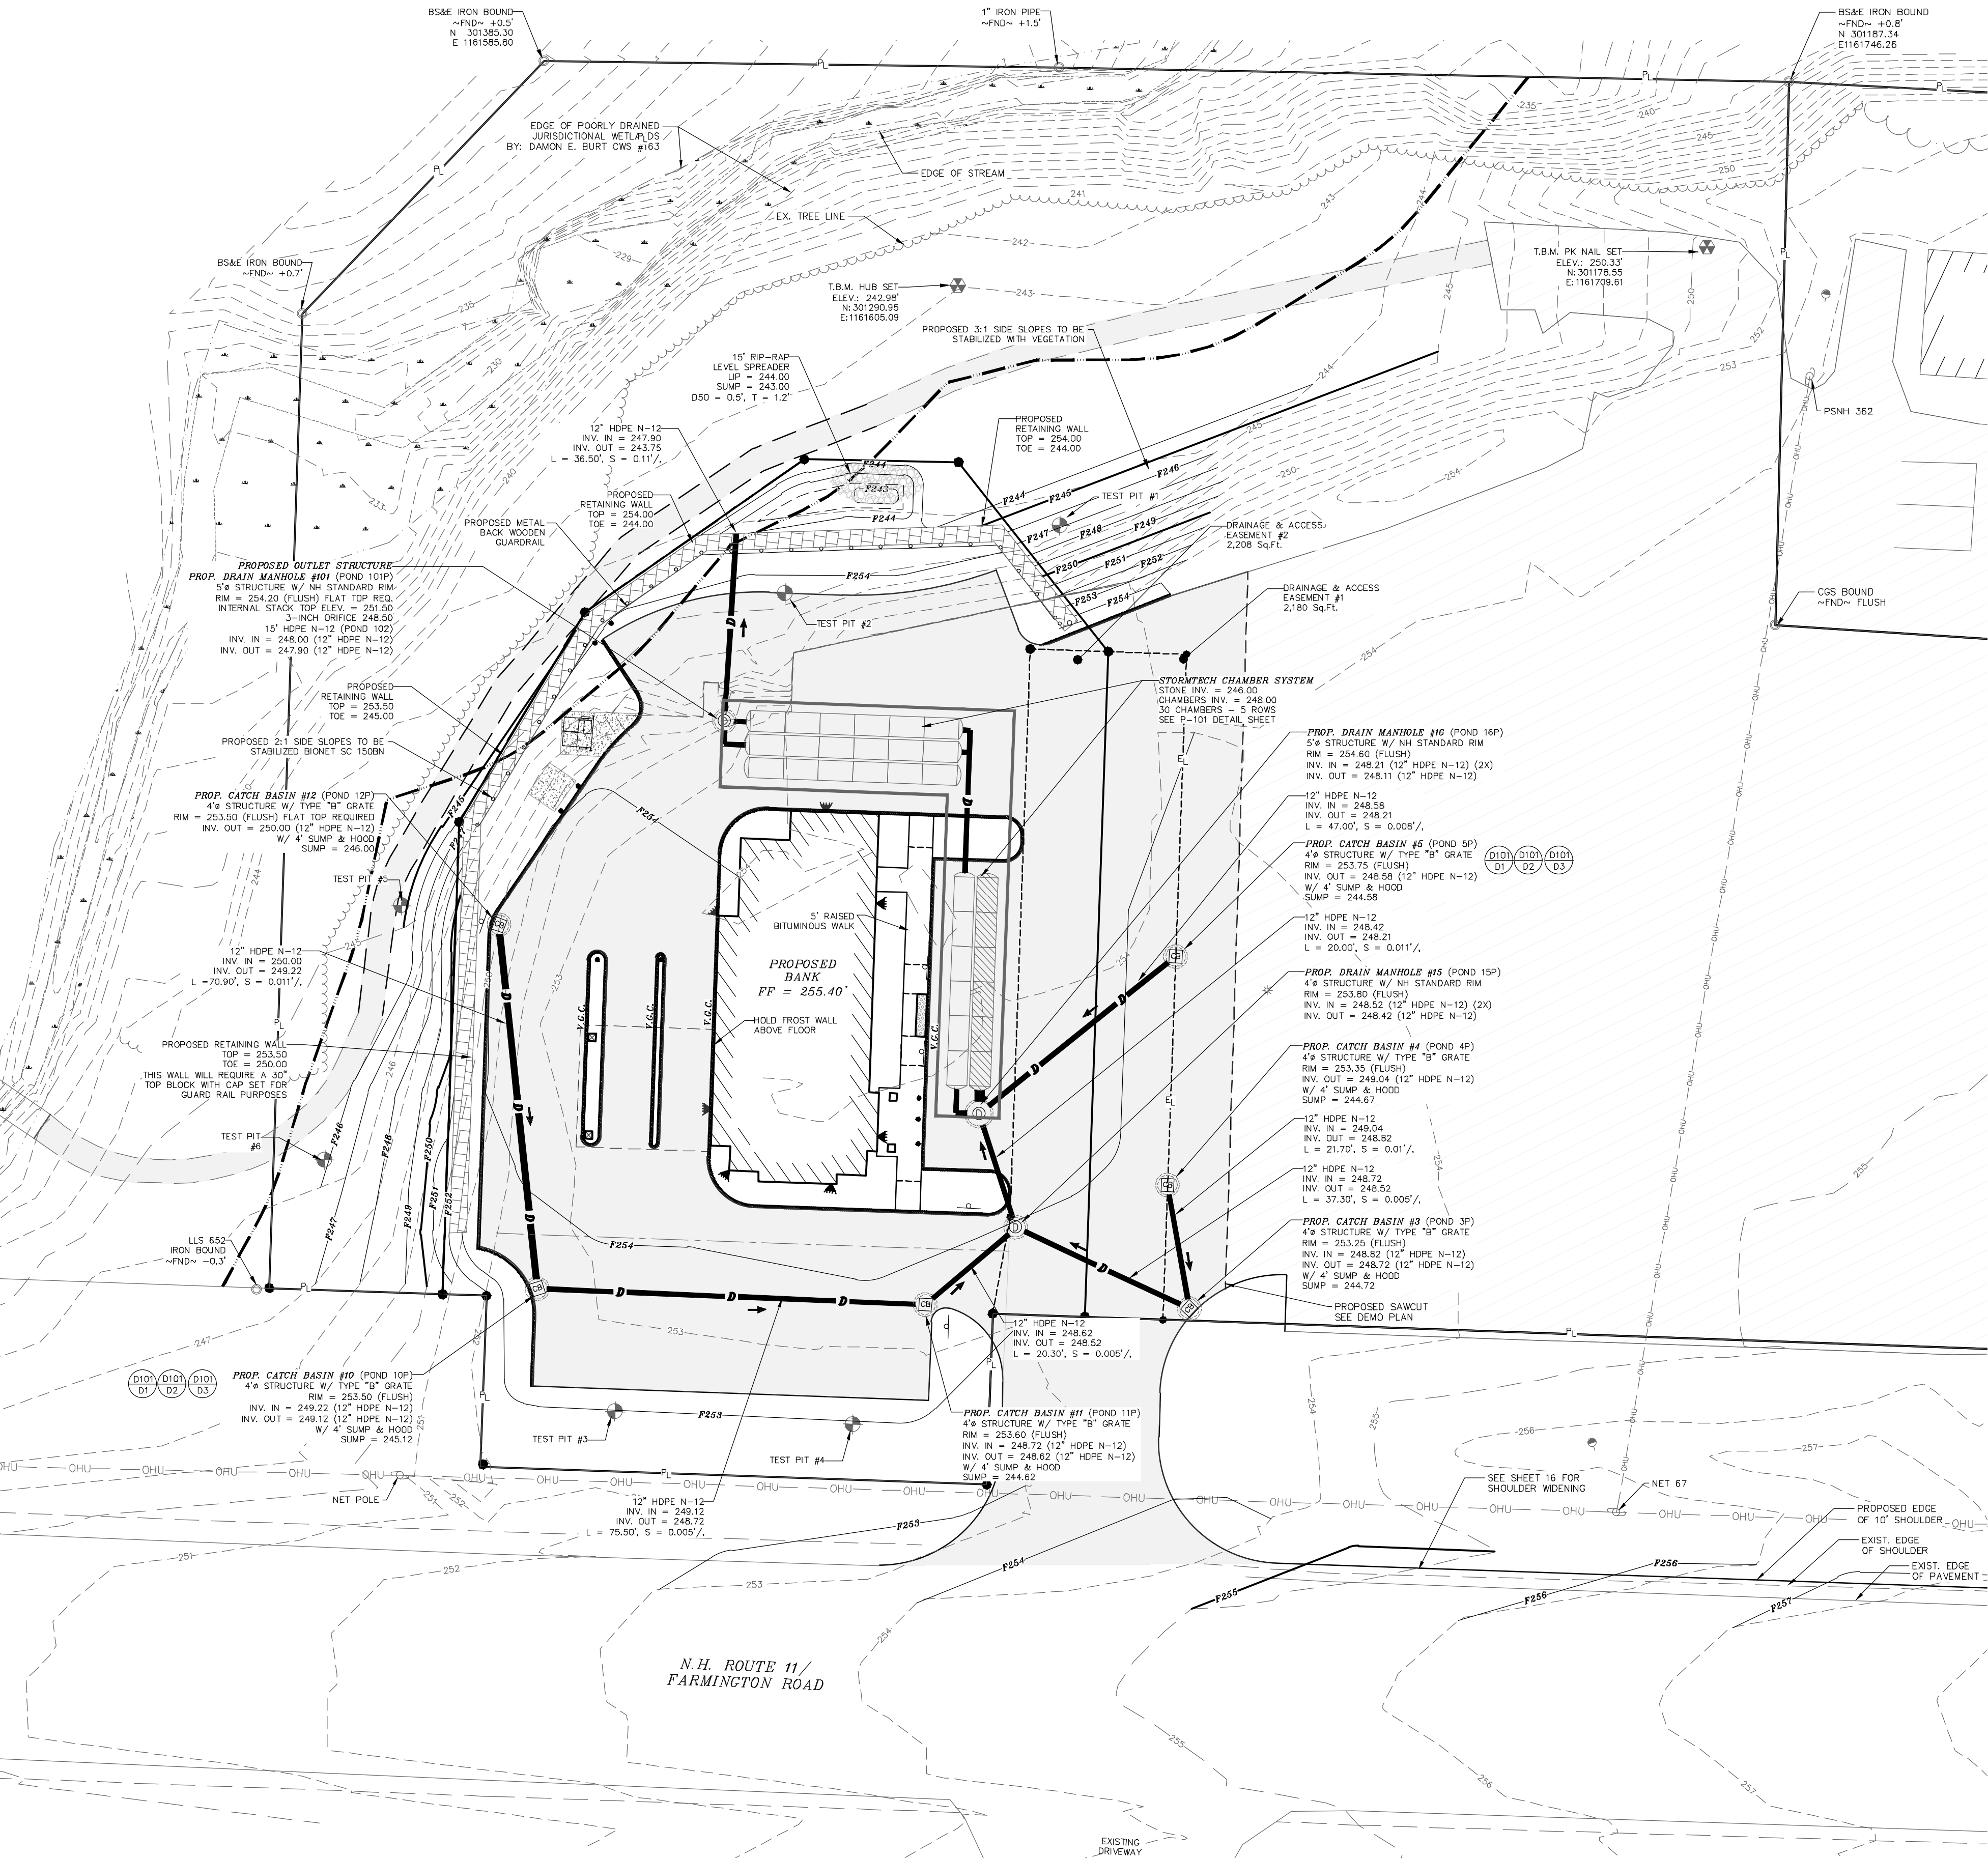 BS&E IRON BOUND
~FND~ +0.5'
N 301385.30
E 1161585.80
1" IRON PIPE
~FND~ +1.5'
BS&E IRON BOUND
~FND~ +0.8'
N 301187.34
E1161746.26
EDGE OF POORLY DRAINED
JURISDICTIONAL
BY: DAMON E. BURT CWS #163
EDGE OF STREAM
EX. TREE LINE
BS&E IRON BOUND
~FND~ +0.7'
T.B.M. HUB SET
ELEV.: 242.98'
N:301290.95
E:1161605.09
T.B.M. PK NAIL SET
ELEV.: 250.33'
N:301178.55
E:1161709.61
PROPOSED 3:1 SIDE SLOPES TO BE
STABILIZED WITH VEGETATION
15' RIP-RAP
LEVEL SPREADER
LIP = 244.00
SUMP = 243.00
D50 = 0.5', T = 1.2'
PSNH 362
12" HDPE N-12
INV. IN = 247.90
INV. OUT = 243.75
L = 36.50', S = 0.11'/,
PROPOSED
RETAINING WALL
TOP = 254.00
TOE = 244.00
PROPOSED
RETAINING WALL
TOP = 254.00
TOE = 244.00
PROPOSED METAL
BACK WOODEN
GUARDRAIL
TEST PIT #1
DRAINAGE & ACCESS
EASEMENT #2
2,208 Sq.Ft.
PROPOSED OUTLET STRUCTURE
PROP. DRAIN MANHOLE #101 (POND 101P)
5'ø STRUCTURE W/ NH STANDARD RIM
RIM = 254.20 (FLUSH) FLAT TOP REQ.
INTERNAL STACK TOP ELEV. = 251.50
3-INCH ORIFICE 248.50
15' HDPE N-12 (POND 102)
INV. IN = 248.00 (12" HDPE N-12)
INV. OUT = 247.90 (12" HDPE N-12)
DRAINAGE & ACCESS
EASEMENT #1
2,180 Sq.Ft.
CGS BOUND
~FND~ FLUSH
TEST PIT #2
PROPOSED
RETAINING WALL
TOP = 253.50
TOE = 245.00
STORMTECH CHAMBER SYSTEM
STONE INV. = 246.00
CHAMBERS INV. = 248.00
30 CHAMBERS - 5 ROWS
SEE P-101 DETAIL SHEET
PROPOSED 2:1 SIDE SLOPES TO BE
STABILIZED BIONET SC 150BN
PROP. DRAIN MANHOLE #16 (POND 16P)
5'ø STRUCTURE W/ NH STANDARD RIM
RIM = 254.60 (FLUSH)
INV. IN = 248.21 (12" HDPE N-12) (2X)
INV. OUT = 248.11 (12" HDPE N-12)
PROP. CATCH BASIN #12 (POND 12P)
4'ø STRUCTURE W/ TYPE "B" GRATE
RIM = 253.50 (FLUSH) FLAT TOP REQUIRED
INV. OUT = 250.00 (12" HDPE N-12)
W/ 4' SUMP & HOOD
SUMP = 246.00
12" HDPE N-12
INV. IN = 248.58
INV. OUT = 248.21
L = 47.00', S = 0.008'/,
PROP. CATCH BASIN #5 (POND 5P)
4'ø STRUCTURE W/ TYPE "B" GRATE
RIM = 253.75 (FLUSH)
INV. OUT = 248.58 (12" HDPE N-12)
W/ 4' SUMP & HOOD
SUMP = 244.58
D101 D101 D101
D1 D2 D3
TEST PIT #5
5' RAISED
BITUMINOUS WALK
12" HDPE N-12
INV. IN = 248.42
INV. OUT = 248.21
L = 20.00', S = 0.011'/,
12" HDPE N-12
INV. IN = 250.00
INV. OUT = 249.22
L =70.90', S = 0.011'/,
PROPOSED
BANK
FF = 255.40'
PROP. DRAIN MANHOLE #15 (POND 15P)
4'ø STRUCTURE W/ NH STANDARD RIM
RIM = 253.80 (FLUSH)
INV. IN = 248.52 (12" HDPE N-12) (2X)
INV. OUT = 248.42 (12" HDPE N-12)
V.G.C.
V.G.C.
V.G.C.
V.G.C.
HOLD FROST WALL
ABOVE FLOOR
PROPOSED RETAINING WALL
TOP = 253.50
TOE = 250.00
THIS WALL WILL REQUIRE A 30"
TOP BLOCK WITH CAP SET FOR
GUARD RAIL PURPOSES
PROP. CATCH BASIN #4 (POND 4P)
4'ø STRUCTURE W/ TYPE "B" GRATE
RIM = 253.35 (FLUSH)
INV. OUT = 249.04 (12" HDPE N-12)
W/ 4' SUMP & HOOD
SUMP = 244.67
12" HDPE N-12
INV. IN = 249.04
INV. OUT = 248.82
L = 21.70', S = 0.01'/,
TEST PIT
#6
12" HDPE N-12
INV. IN = 248.72
INV. OUT = 248.52
L = 37.30', S = 0.005'/,
PROP. CATCH BASIN #3 (POND 3P)
4'ø STRUCTURE W/ TYPE "B" GRATE
RIM = 253.25 (FLUSH)
INV. IN = 248.82 (12" HDPE N-12)
INV. OUT = 248.72 (12" HDPE N-12)
W/ 4' SUMP & HOOD
SUMP = 244.72
LLS 652
IRON BOUND
~FND~ -0.3'
PROPOSED SAWCUT
SEE DEMO PLAN
12" HDPE N-12
INV. IN = 248.62
INV. OUT = 248.52
L = 20.30', S = 0.005'/,
D101 D101 D101
D1 D2 D3
PROP. CATCH BASIN #10 (POND 10P)
4'ø STRUCTURE W/ TYPE "B" GRATE
RIM = 253.50 (FLUSH)
INV. IN = 249.22 (12" HDPE N-12)
INV. OUT = 249.12 (12" HDPE N-12)
W/ 4' SUMP & HOOD
SUMP = 245.12
PROP. CATCH BASIN #11 (POND 11P)
4'ø STRUCTURE W/ TYPE "B" GRATE
RIM = 253.60 (FLUSH)
INV. IN = 248.72 (12" HDPE N-12)
INV. OUT = 248.62 (12" HDPE N-12)
W/ 4' SUMP & HOOD
SUMP = 244.62
TEST PIT #3
TEST PIT #4
NET POLE
12" HDPE N-12
INV. IN = 249.12
INV. OUT = 248.72
L = 75.50', S = 0.005'/,
SEE SHEET 16 FOR
SHOULDER WIDENING
NET 67
PROPOSED EDGE
OF 10' SHOULDER
EXIST. EDGE
OF SHOULDER
EXIST. EDGE
OF PAVEMENT
F253
F254
F255
F256
F256
F257
N.H. ROUTE 11/
FARMINGTON ROAD
EXISTING
DRIVEWAY